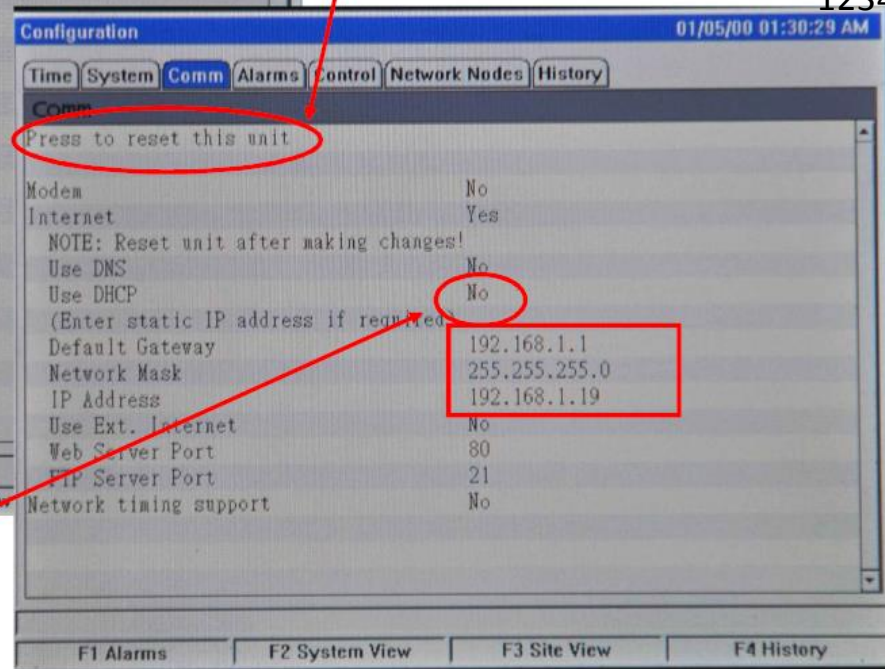 1234
Configuration 01/05/00 01:30:29 AM
Time System Comm Alarms Control Network Nodes History
Comm
Press to reset this unit
Modem No
Internet Yes
NOTE: Reset unit after making changes!
Use DNS No
Use DHCP No
(Enter static IP address if required)
Default Gateway 192.168.1.1
Network Mask 255.255.255.0
IP Address 192.168.1.19
Use Ext. Internet No
Web Server Port 80
FTP Server Port 21
Network timing support No
F1 Alarms F2 System View F3 Site View F4 History